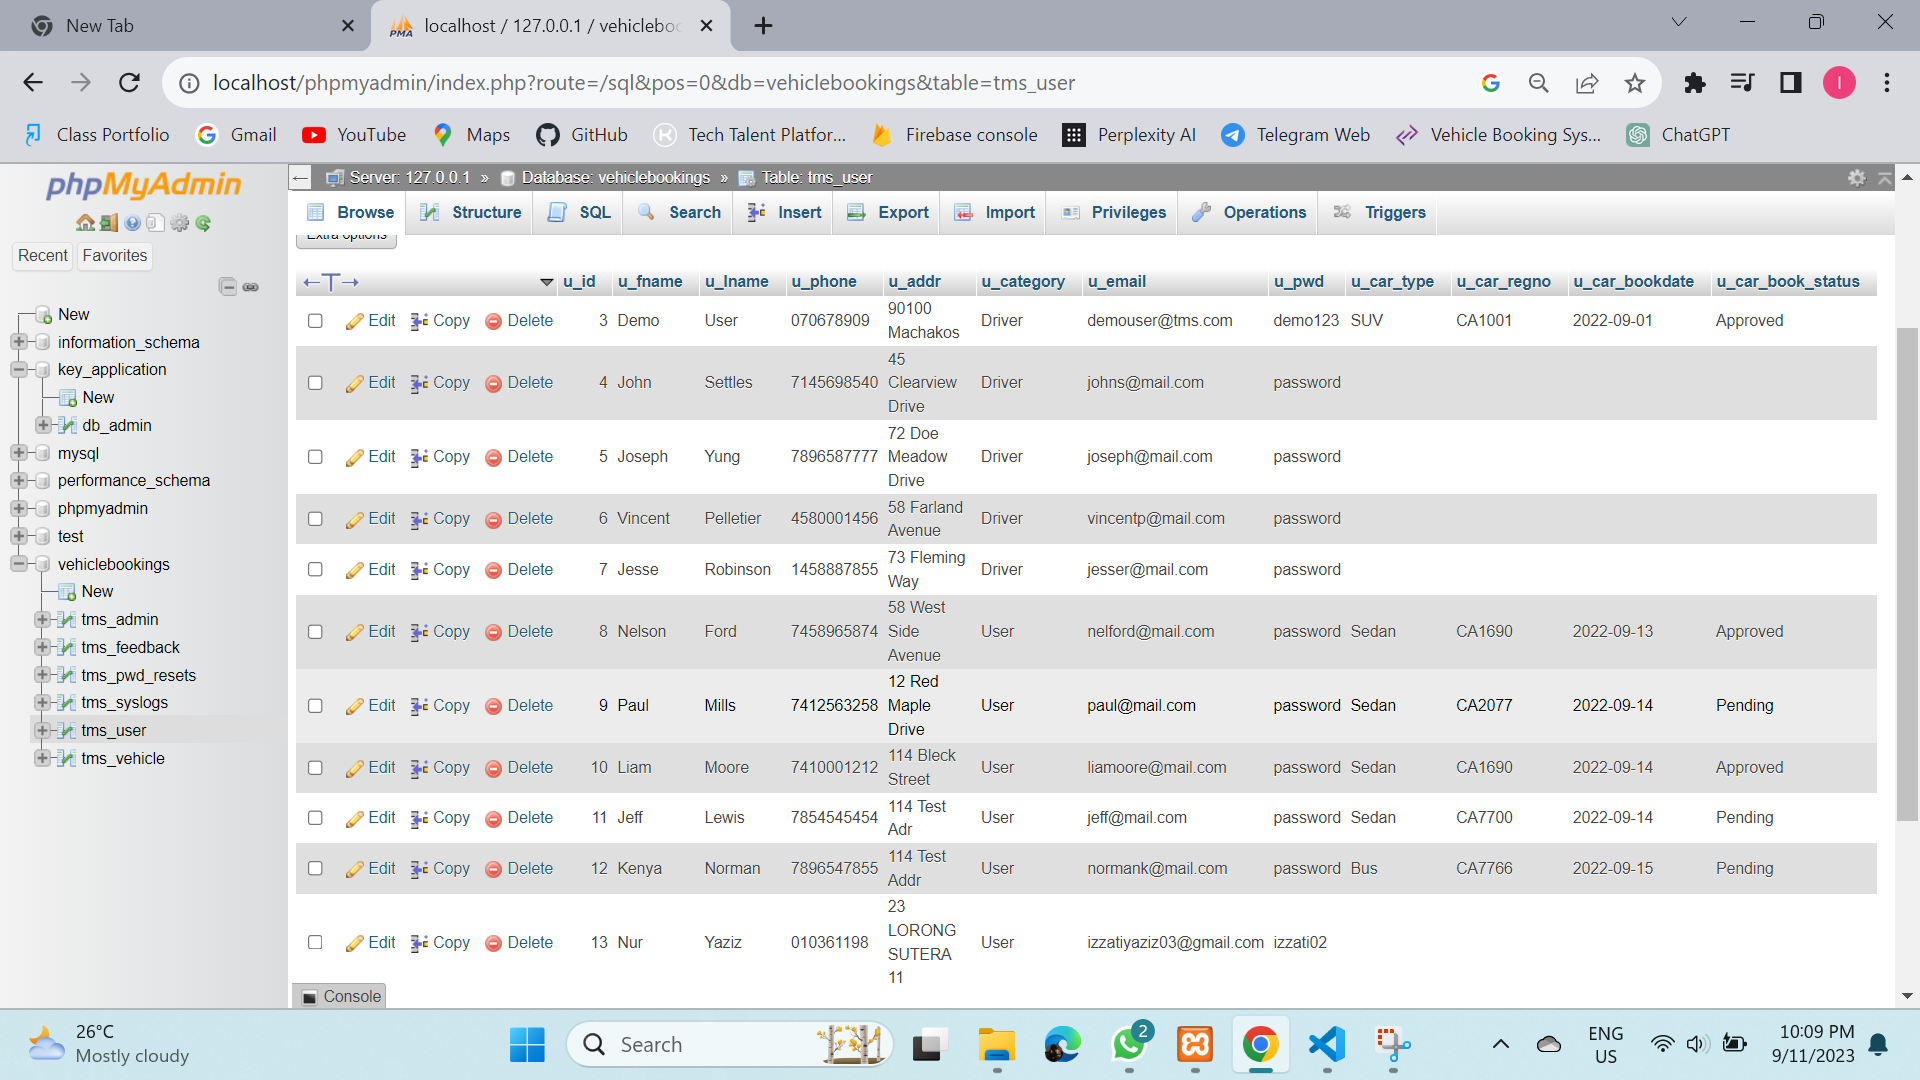 New Tab
localhost / 127.0.0.1 / vehicleboo
localhost/phpmyadmin/index.php?route=/sql&pos=0&db=vehiclebookings&table=tms_user
I
Class Portfolio Gmail YouTube Maps GitHub Tech Talent Platfor... Firebase console Perplexity AI Telegram Web Vehicle Booking Sys... ChatGPT
phpMyAdmin
Recent Favorites
New
information_schema
key_application
New
db_admin
mysql
performance_schema
phpmyadmin
test
vehiclebookings
New
tms_admin
tms_feedback
tms_pwd_resets
tms_syslogs
tms_user
tms_vehicle
Server: 127.0.0.1 » Database: vehiclebookings » Table: tms_user
Browse Structure SQL Search Insert Export Import Privileges Operations Triggers
Extra options
←T→ u_id u_fname u_lname u_phone u_addr u_category u_email u_pwd u_car_type u_car_regno u_car_bookdate u_car_book_status
Edit Copy Delete 3 Demo User 070678909 90100 Machakos Driver demouser@tms.com demo123 SUV CA1001 2022-09-01 Approved
Edit Copy Delete 4 John Settles 7145698540 45 Clearview Drive Driver johns@mail.com password
Edit Copy Delete 5 Joseph Yung 7896587777 72 Doe Meadow Drive Driver joseph@mail.com password
Edit Copy Delete 6 Vincent Pelletier 4580001456 58 Farland Avenue Driver vincentp@mail.com password
Edit Copy Delete 7 Jesse Robinson 1458887855 73 Fleming Way Driver jesser@mail.com password
Edit Copy Delete 8 Nelson Ford 7458965874 58 West Side Avenue User nelford@mail.com password Sedan CA1690 2022-09-13 Approved
Edit Copy Delete 9 Paul Mills 7412563258 12 Red Maple Drive User paul@mail.com password Sedan CA2077 2022-09-14 Pending
Edit Copy Delete 10 Liam Moore 7410001212 114 Bleck Street User liamoore@mail.com password Sedan CA1690 2022-09-14 Approved
Edit Copy Delete 11 Jeff Lewis 7854545454 114 Test Adr User jeff@mail.com password Sedan CA7700 2022-09-14 Pending
Edit Copy Delete 12 Kenya Norman 7896547855 114 Test Addr User normank@mail.com password Bus CA7766 2022-09-15 Pending
Edit Copy Delete 13 Nur Yaziz 010361198 23 LORONG SUTERA 11 User izzatiyaziz03@gmail.com izzati02
Console
26°C
Mostly cloudy
Search
2
ENG
US
10:09 PM
9/11/2023